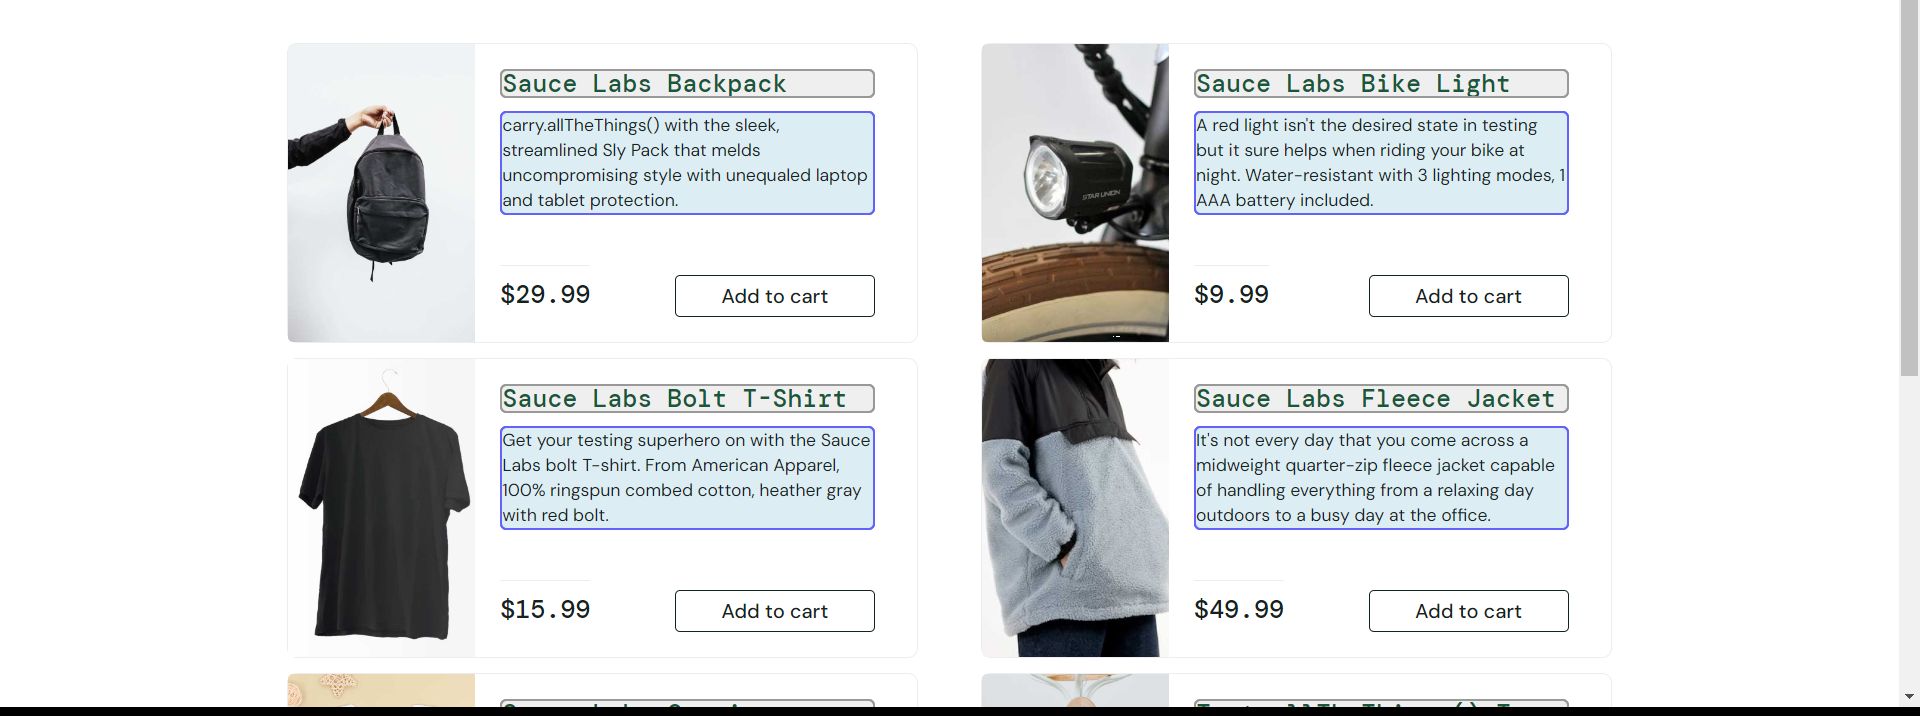 Sauce Labs Backpack
carry.allTheThings() with the sleek,
streamlined Sly Pack that melds
uncompromising style with unequaled laptop
and tablet protection.
$29.99
Add to cart
Sauce Labs Bike Light
A red light isn't the desired state in testing
but it sure helps when riding your bike at
night. Water-resistant with 3 lighting modes, 1
AAA battery included.
STAR UNION
$9.99
Add to cart
Sauce Labs Bolt T-Shirt
Get your testing superhero on with the Sauce
Labs bolt T-shirt. From American Apparel,
100% ringspun combed cotton, heather gray
with red bolt.
$15.99
Add to cart
Sauce Labs Fleece Jacket
It's not every day that you come across a
midweight quarter-zip fleece jacket capable
of handling everything from a relaxing day
outdoors to a busy day at the office.
$49.99
Add to cart